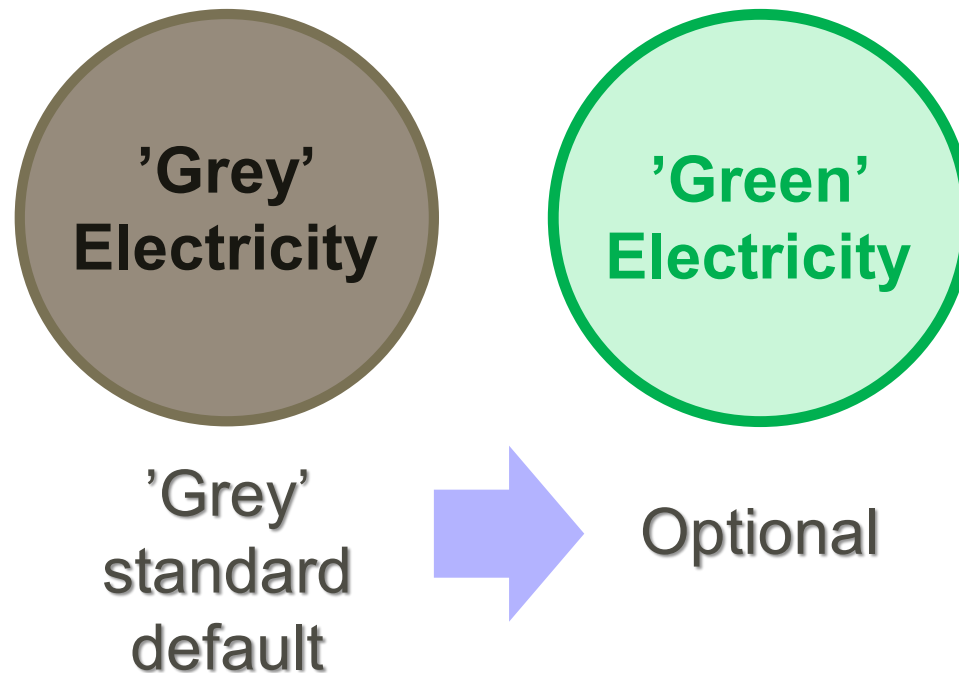 ’Grey’
Electricity
’Green’
Electricity
’Grey’
standard
default
Optional